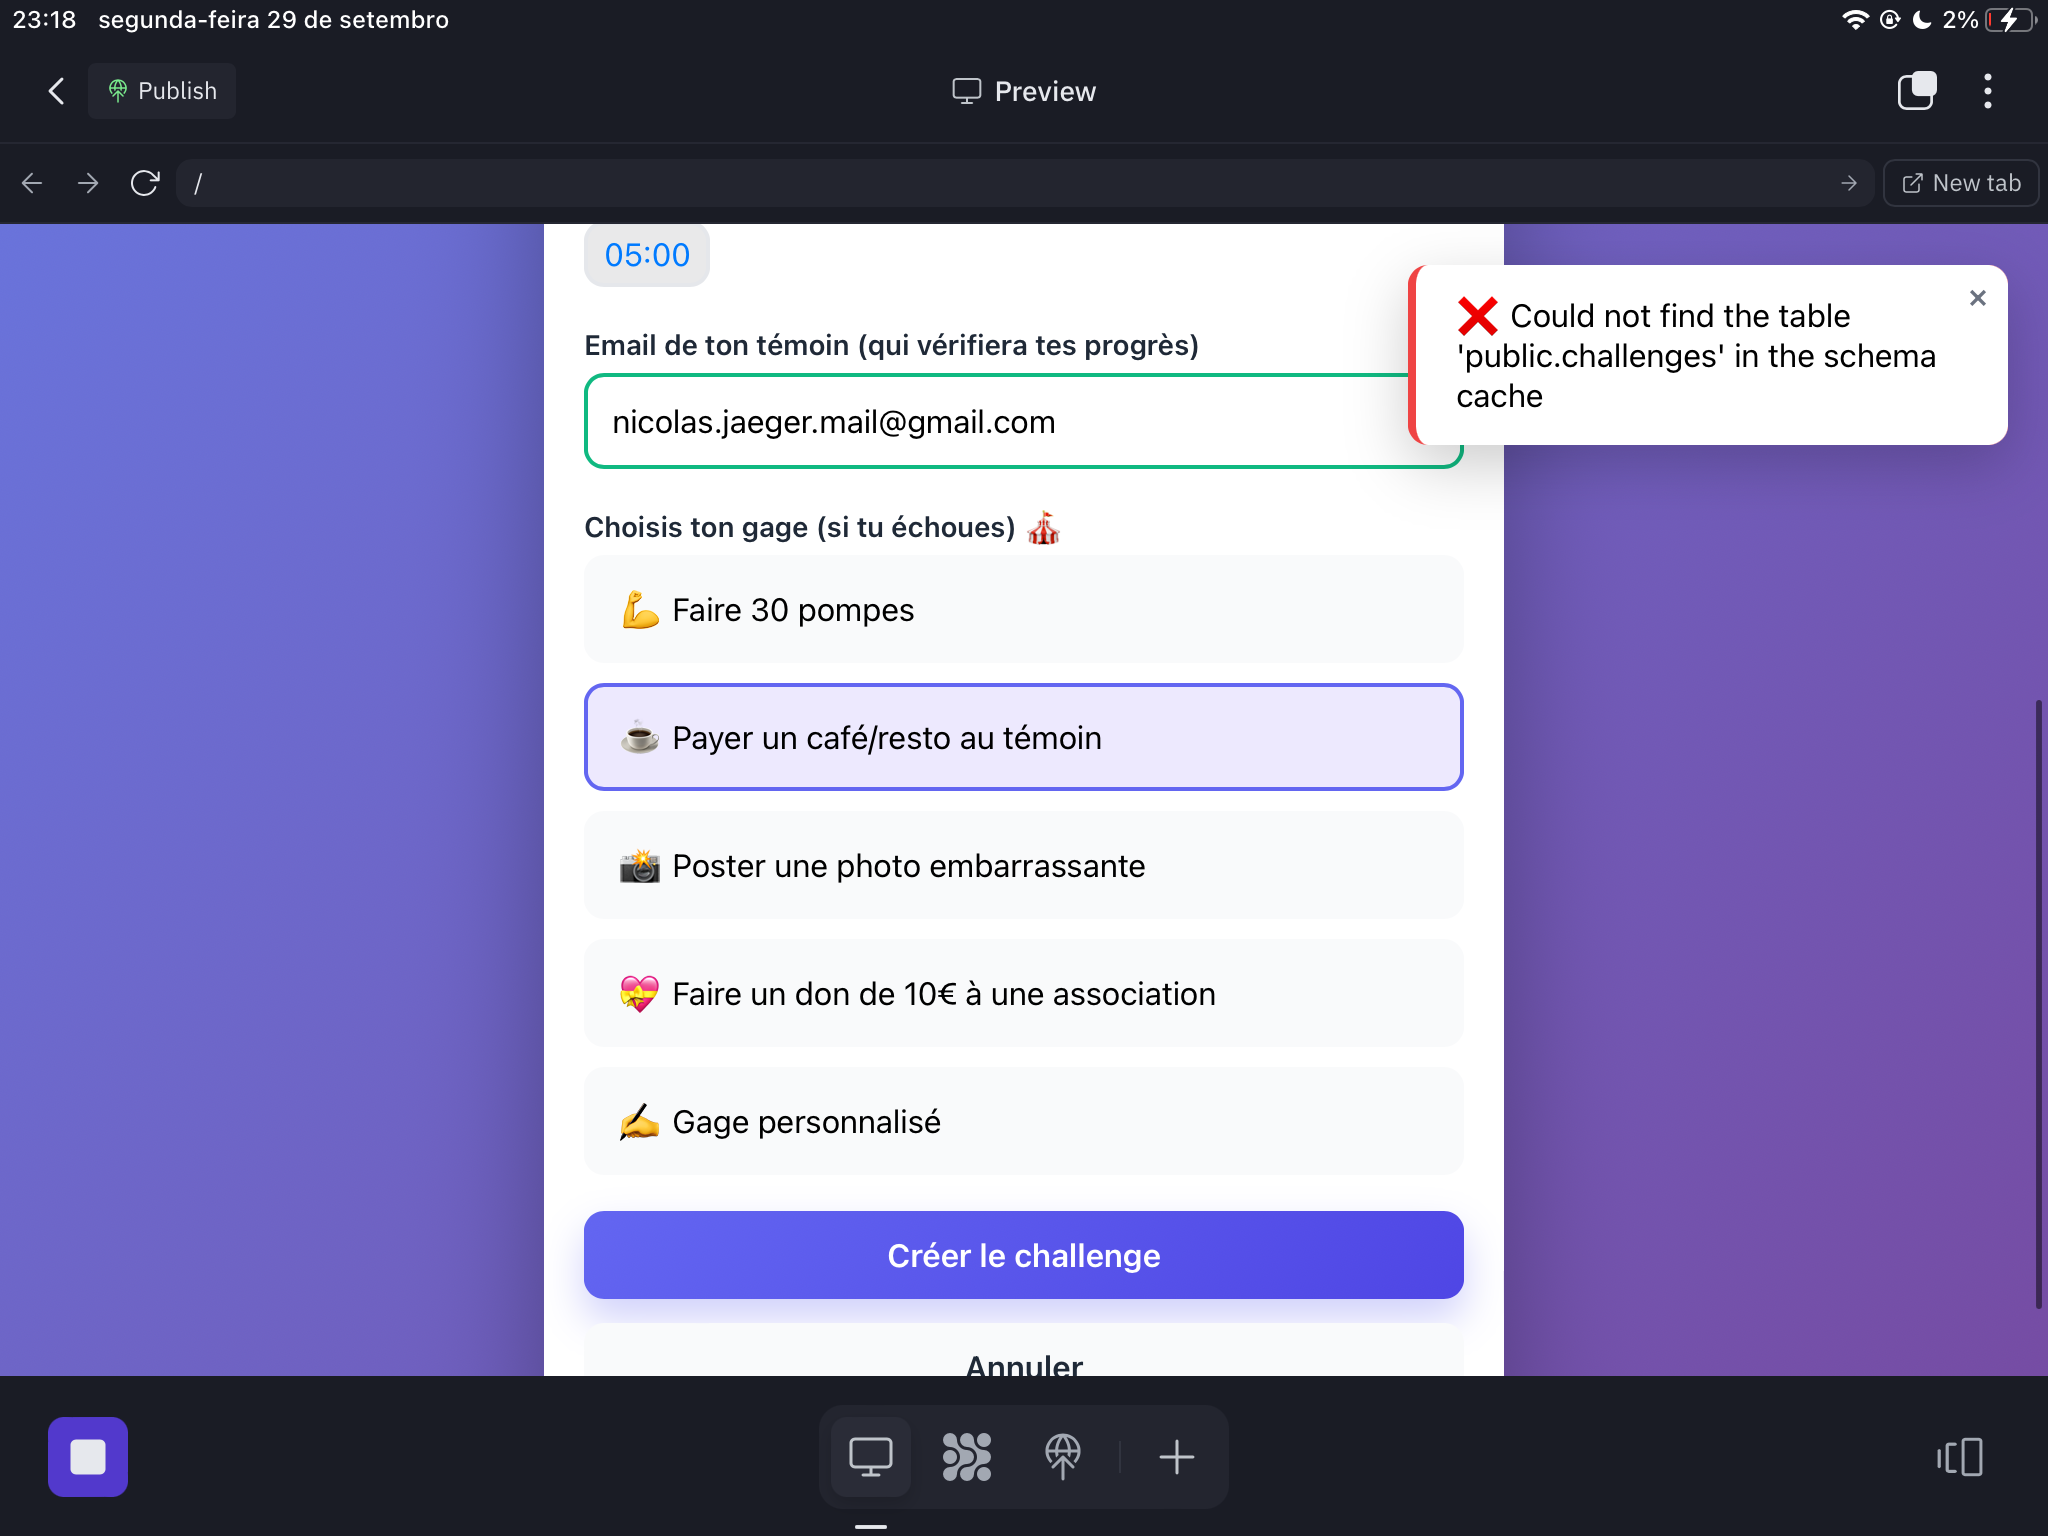 23:18 segunda-feira 29 de setembro
2%
Publish
Preview
/
New tab
05:00
❌ Could not find the table
'public.challenges' in the schema
cache
Email de ton témoin (qui vérifiera tes progrès)
nicolas.jaeger.mail@gmail.com
Choisis ton gage (si tu échoues) 🎪
💪 Faire 30 pompes
☕ Payer un café/resto au témoin
📸 Poster une photo embarrassante
💝 Faire un don de 10€ à une association
✍️ Gage personnalisé
Créer le challenge
Annuler